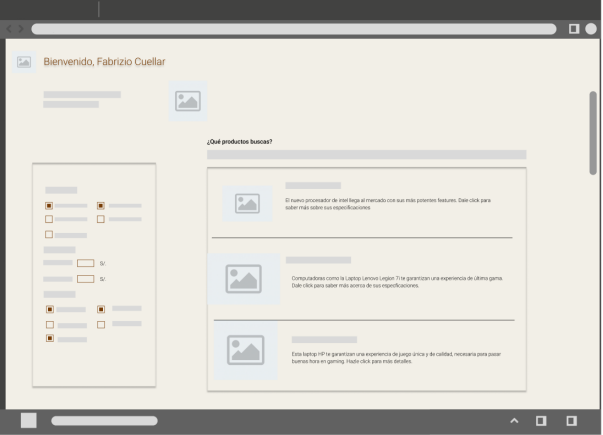 Bienvenido, Fabrizio Cuellar
¿Qué productos buscas?
El nuevo procesador de intel llega al mercado con sus más potentes features. Dale click para
saber más sobre sus especificaciones
S/.
S/.
Computadoras como la Laptop Lenovo Legion 7i te garantizan una experiencia de última gama.
Dale click para saber más acerca de sus especificaciones.
Esta laptop HP te garantizan una experiencia de juego única y de calidad, necesaria para pasar
buenas hora en gaming. Hazle click para más detalles.